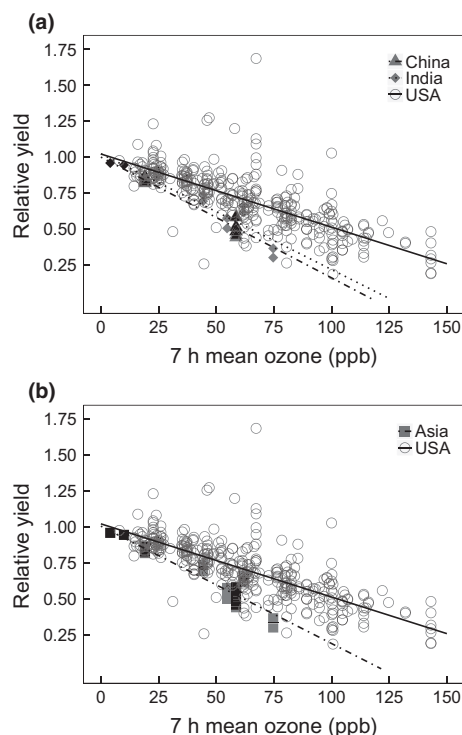 (a)
1.75
1.50
1.25
1.00
0.75
0.50
0.25
Relative yield
China
India
USA
0 25 50 75 100 125 150
7 h mean ozone (ppb)
(b)
1.75
1.50
1.25
1.00
0.75
0.50
0.25
Relative yield
Asia
USA
0 25 50 75 100 125 150
7 h mean ozone (ppb)